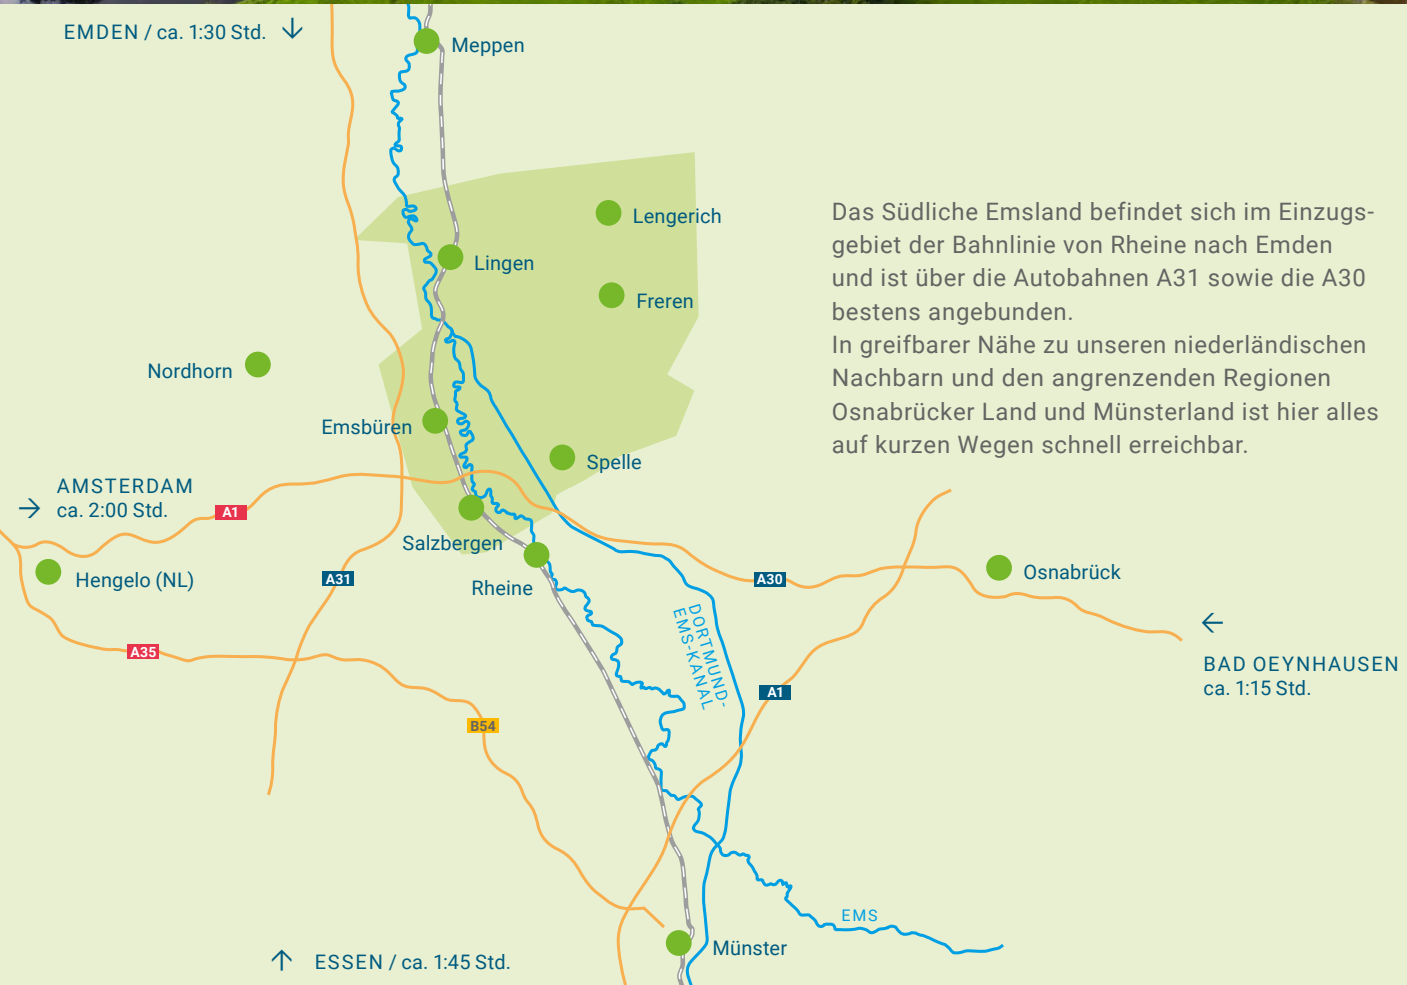 EMDEN / ca. 1:30 Std. ↓
Meppen
Lengerich
Lingen
Freren
Nordhorn
Emsbüren
Spelle
Das Südliche Emsland befindet sich im Einzugs-
gebiet der Bahnlinie von Rheine nach Emden
und ist über die Autobahnen A31 sowie die A30
bestens angebunden.
In greifbarer Nähe zu unseren niederländischen
Nachbarn und den angrenzenden Regionen
Osnabrücker Land und Münsterland ist hier alles
auf kurzen Wegen schnell erreichbar.
→ AMSTERDAM
ca. 2:00 Std.
A1
Salzbergen
Hengelo (NL)
A31
Rheine
A30
Osnabrück
DORTMUND-
EMS-KANAL
←
BAD OEYNHAUSEN
ca. 1:15 Std.
A35
A1
B54
EMS
Münster
↑ ESSEN / ca. 1:45 Std.